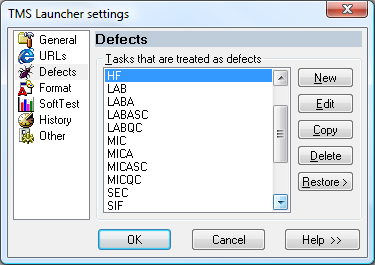 TMS Launcher settings
General
URLs
Defects
Format
SoftTest
History
Other
Defects
Tasks that are treated as defects
HF
LAB
LABA
LABASC
LABQC
MIC
MICA
MICASC
MICQC
SEC
SIF
New
Edit
Copy
Delete
Restore >
OK
Cancel
Help >>